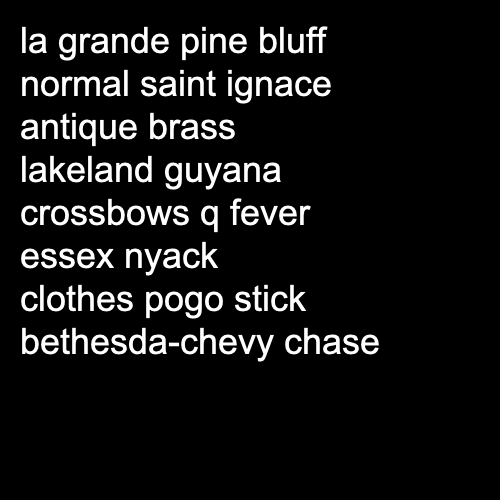 la grande pine bluff
normal saint ignace
antique brass
lakeland guyana
crossbows q fever
essex nyack
clothes pogo stick
bethesda-chevy chase